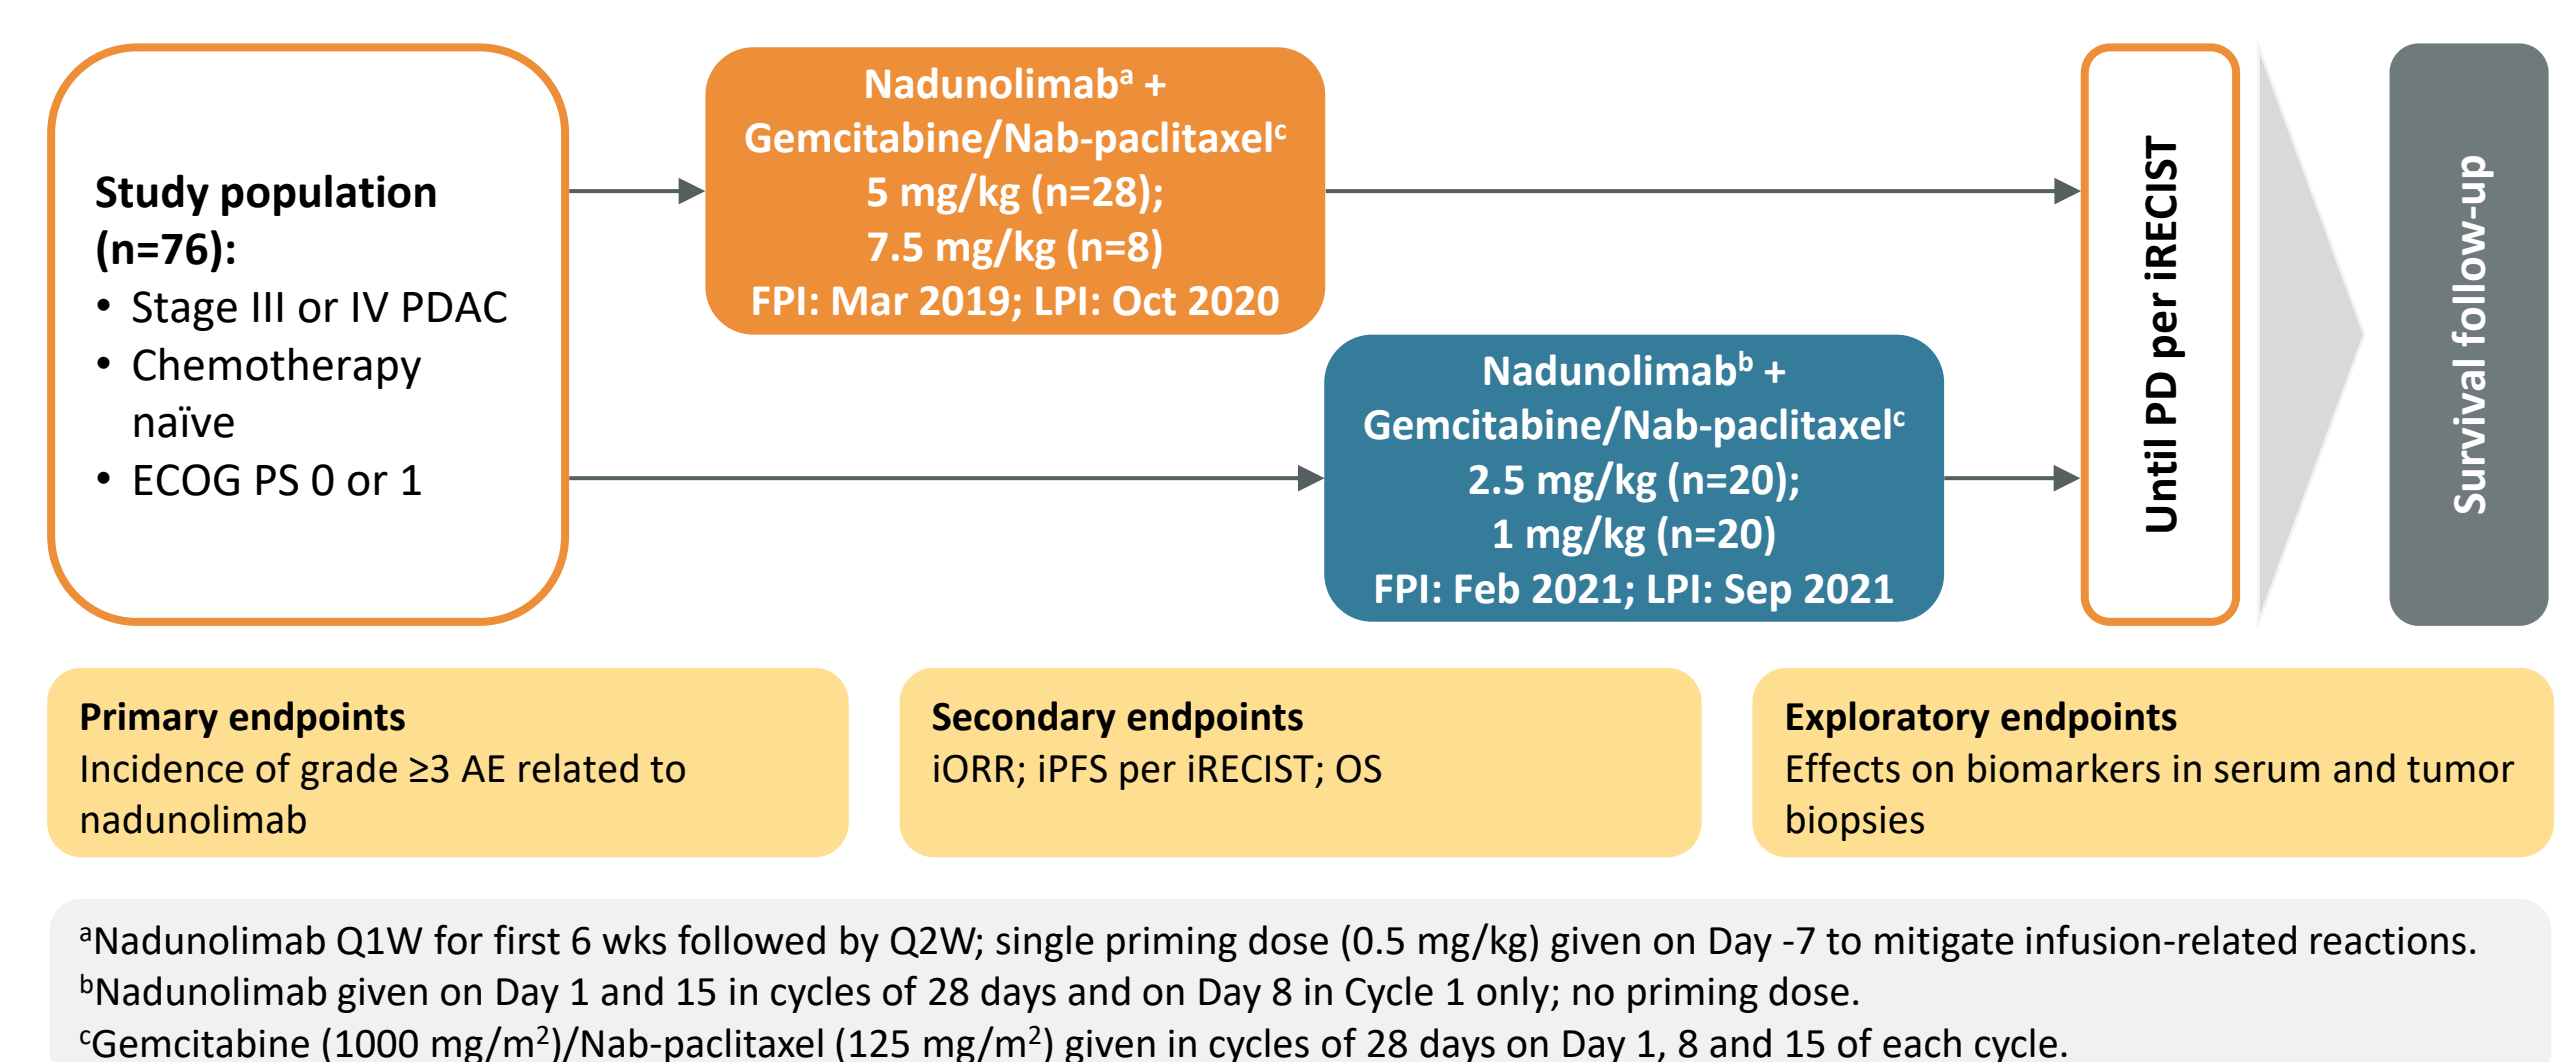 Study population
(n=76):
• Stage III or IV PDAC
• Chemotherapy
naïve
• ECOG PS 0 or 1
Nadunolimabᵃ +
Gemcitabine/Nab-paclitaxelᶜ
5 mg/kg (n=28);
7.5 mg/kg (n=8)
FPI: Mar 2019; LPI: Oct 2020
Nadunolimabᵇ +
Gemcitabine/Nab-paclitaxelᶜ
2.5 mg/kg (n=20);
1 mg/kg (n=20)
FPI: Feb 2021; LPI: Sep 2021
Until PD per iRECIST
Survival follow-up
Primary endpoints
Incidence of grade ≥3 AE related to
nadunolimab
Secondary endpoints
iORR; iPFS per iRECIST; OS
Exploratory endpoints
Effects on biomarkers in serum and tumor
biopsies
ᵃNadunolimab Q1W for first 6 wks followed by Q2W; single priming dose (0.5 mg/kg) given on Day -7 to mitigate infusion-related reactions.
ᵇNadunolimab given on Day 1 and 15 in cycles of 28 days and on Day 8 in Cycle 1 only; no priming dose.
ᶜGemcitabine (1000 mg/m²)/Nab-paclitaxel (125 mg/m²) given in cycles of 28 days on Day 1, 8 and 15 of each cycle.